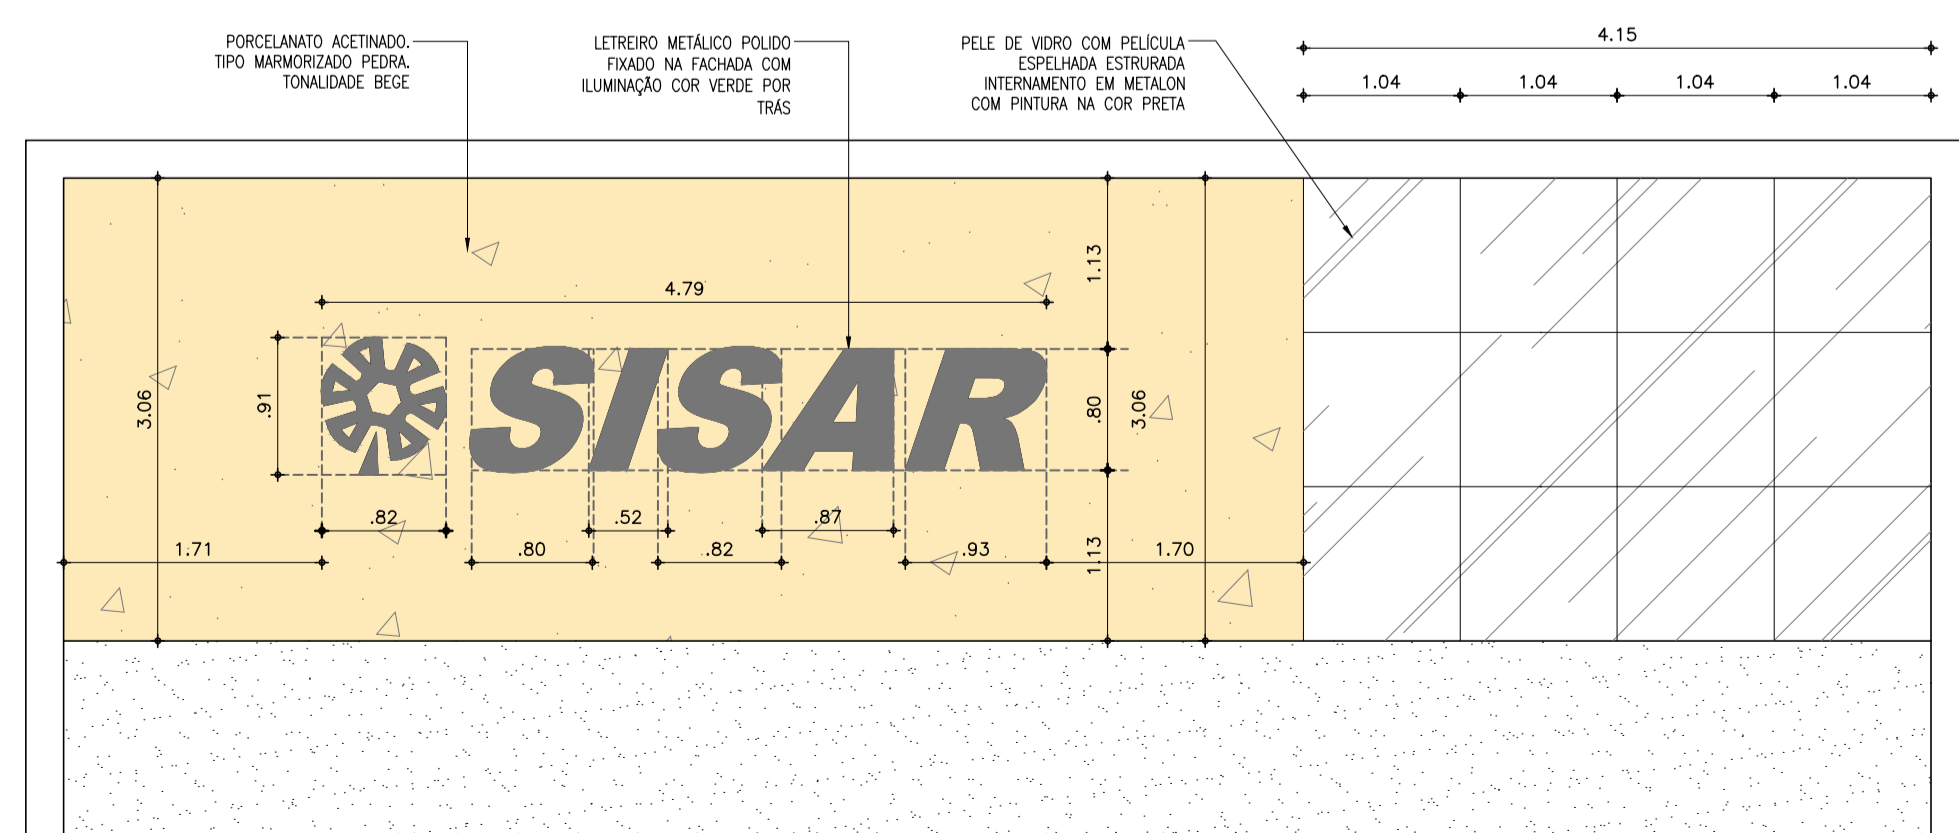 PORCELANATO ACETINADO.
TIPO MARMORIZADO PEDRA.
TONALIDADE BEGE
LETREIRO METÁLICO POLIDO
FIXADO NA FACHADA COM
ILUMINAÇÃO COR VERDE POR
TRÁS
PELE DE VIDRO COM PELÍCULA
ESPELHADA ESTRURADA
INTERNAMENTO EM METALON
COM PINTURA NA COR PRETA
4.15
1.04 1.04 1.04 1.04
1.13
4.79
3.06
.91
SISAR
.80
3.06
.82
.52
.87
1.71
.80
.82
.93
1.13
1.70